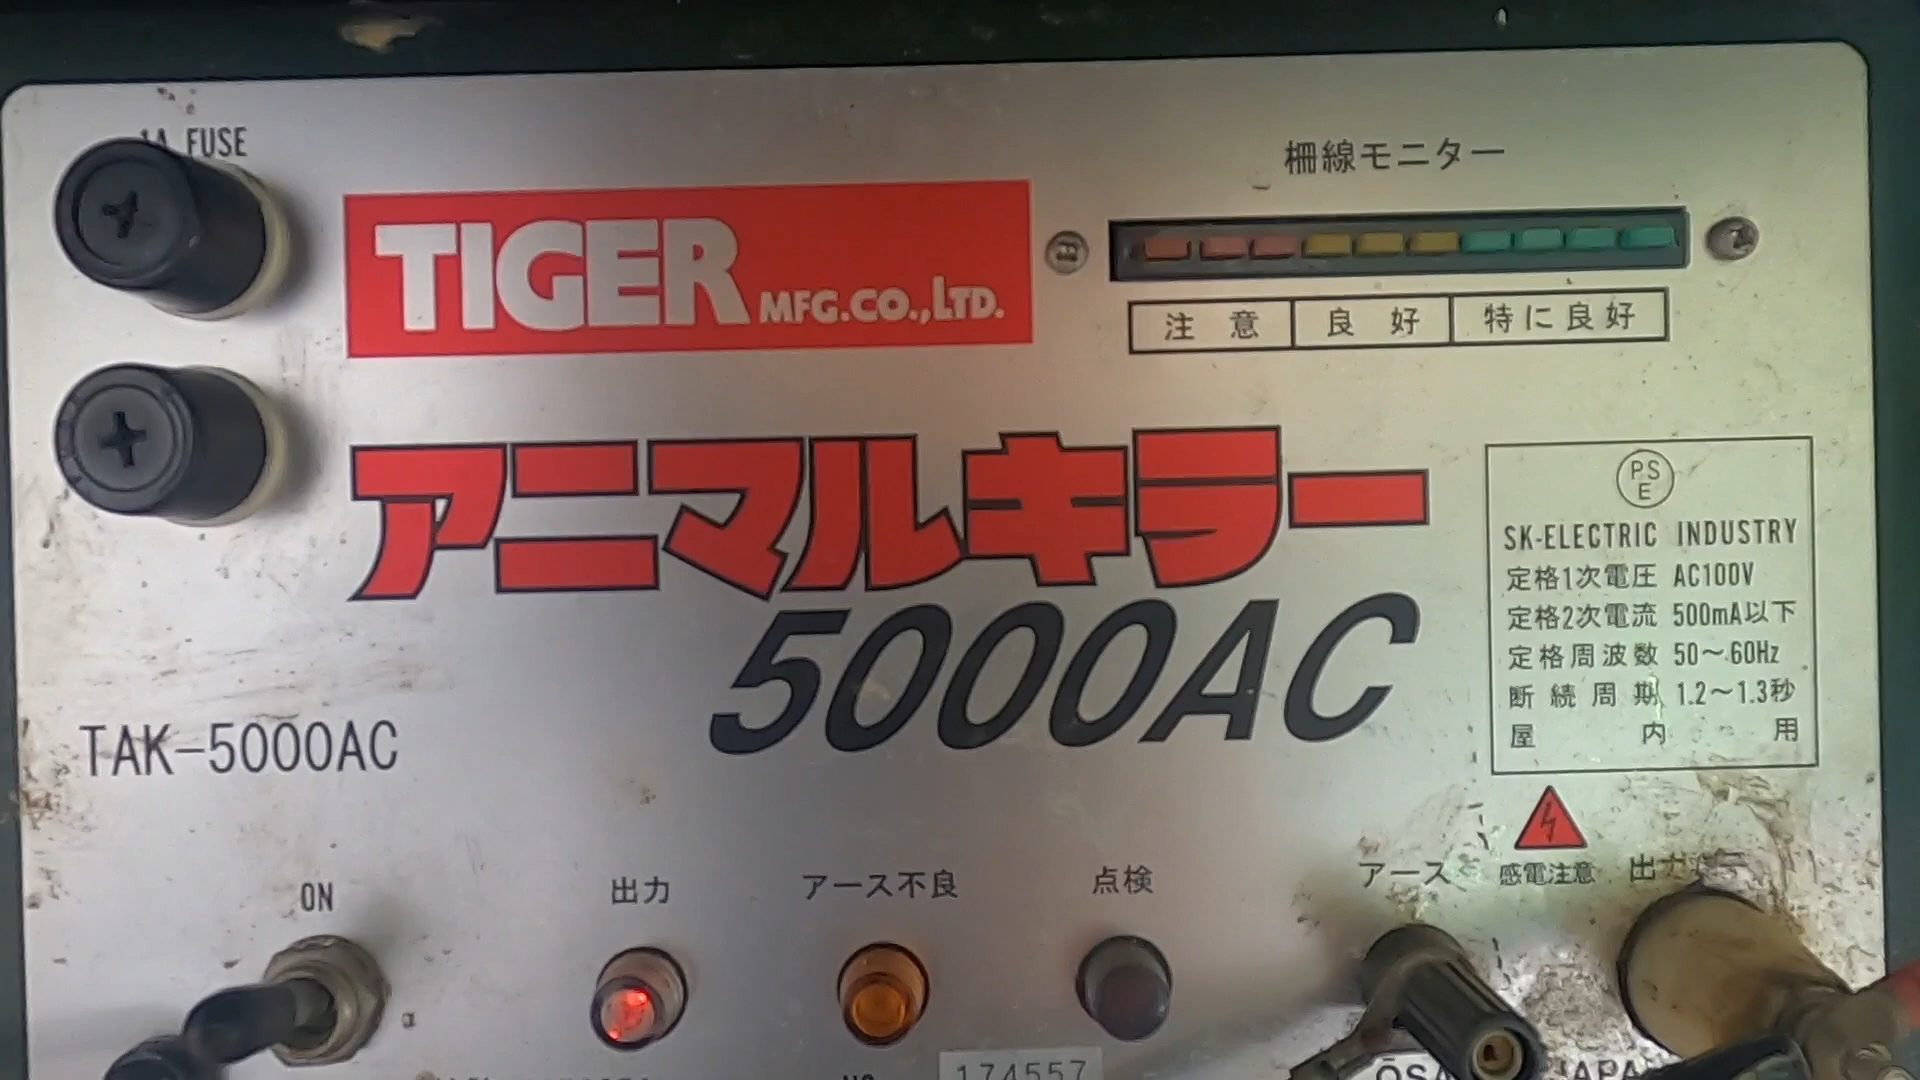 1A FUSE
柵線モニター
TIGER MFG.CO.,LTD.
注意 良好 特に良好
アニマルキラー
5000AC
PS
E
SK-ELECTRIC INDUSTRY
定格1次電圧 AC100V
定格2次電流 500mA以下
定格周波数 50～60Hz
断続周期 1.2～1.3秒
屋内用
TAK-5000AC
ON
出力
アース不良
点検
アース
感電注意
174557